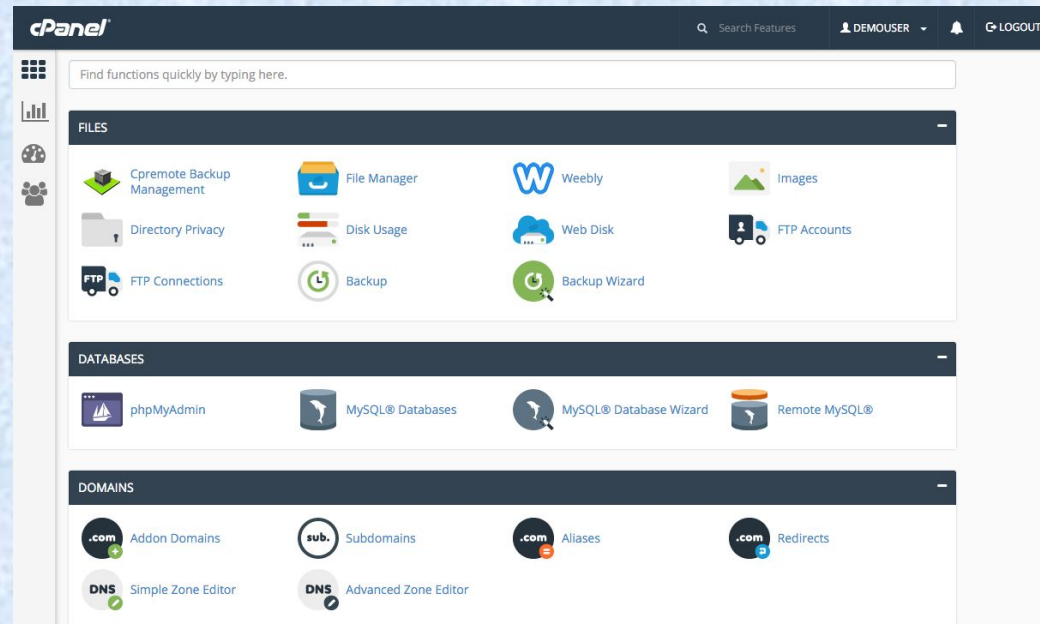 cPanel®
Search Features DEMOUSER LOGOUT
Find functions quickly by typing here.
FILES
Cpremote Backup
Management
File Manager
Weebly
Images
Directory Privacy
Disk Usage
Web Disk
FTP Accounts
FTP
FTP Connections
Backup
Backup Wizard
DATABASES
phpMyAdmin
MySQL® Databases
MySQL® Database Wizard
Remote MySQL®
DOMAINS
.com
Addon Domains
sub.
Subdomains
.com
Aliases
.com
Redirects
DNS
Simple Zone Editor
DNS
Advanced Zone Editor